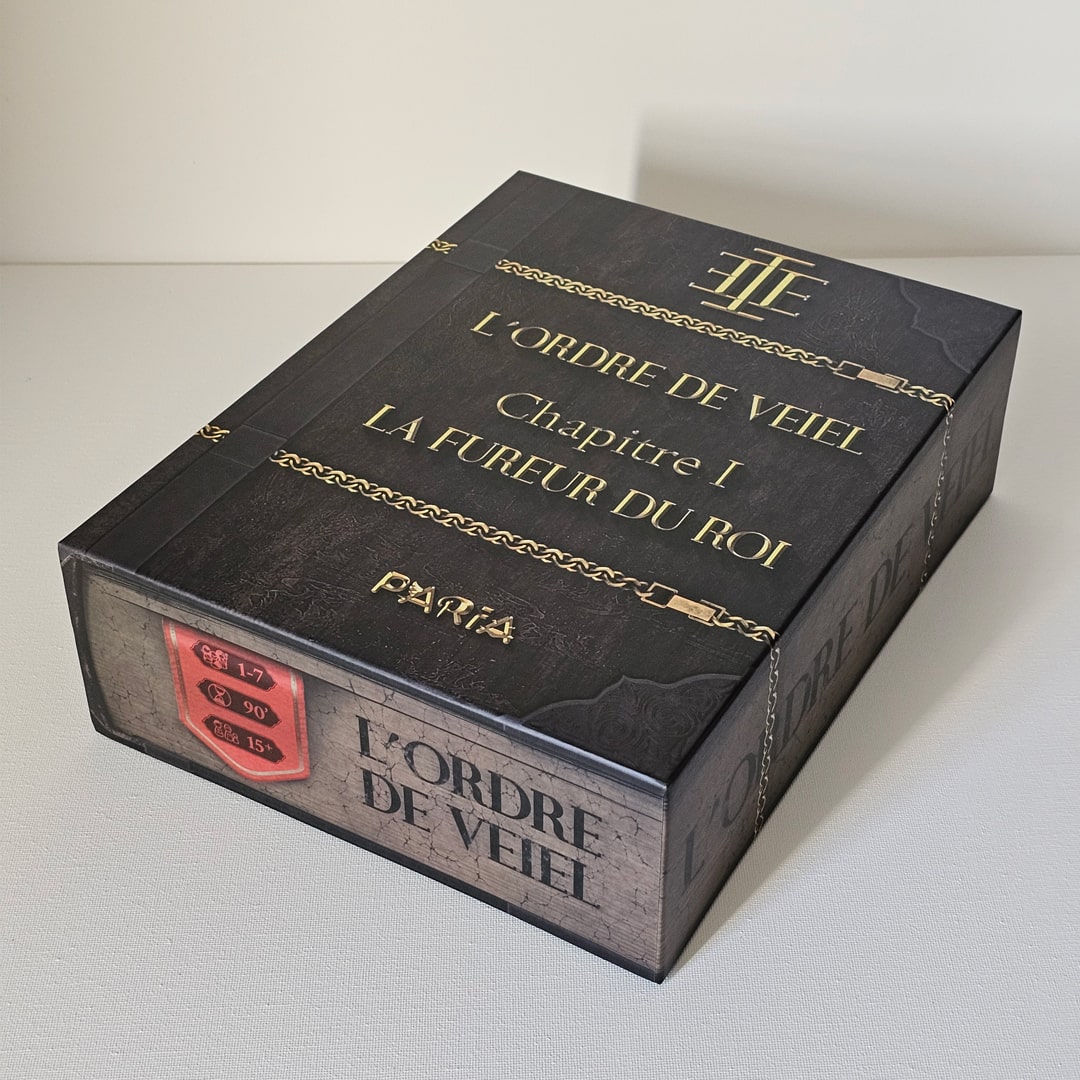 L'ORDRE DE VEIEL
Chapitre I
LA FUREUR DU ROI
PARiA
1-7
90'
15+
L'ORDRE
DE VEIEL
L'ORDRE DE VEIEL